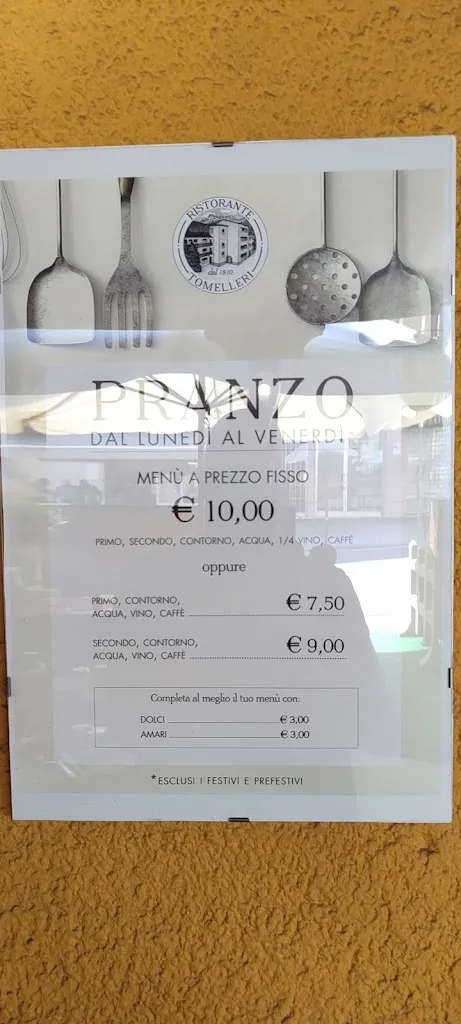 RISTORANTE
dal 1810
TOMELLERI
PRANZO
DAL LUNEDÌ AL VENERDÌ
MENÙ A PREZZO FISSO
€ 10,00
PRIMO, SECONDO, CONTORNO, ACQUA, 1/4 VINO, CAFFÈ
oppure
PRIMO, CONTORNO,
ACQUA, VINO, CAFFÈ € 7,50
SECONDO, CONTORNO,
ACQUA, VINO, CAFFÈ € 9,00
Completa al meglio il tuo menù con:
DOLCI € 3,00
AMARI € 3,00
*ESCLUSI I FESTIVI E PREFESTIVI